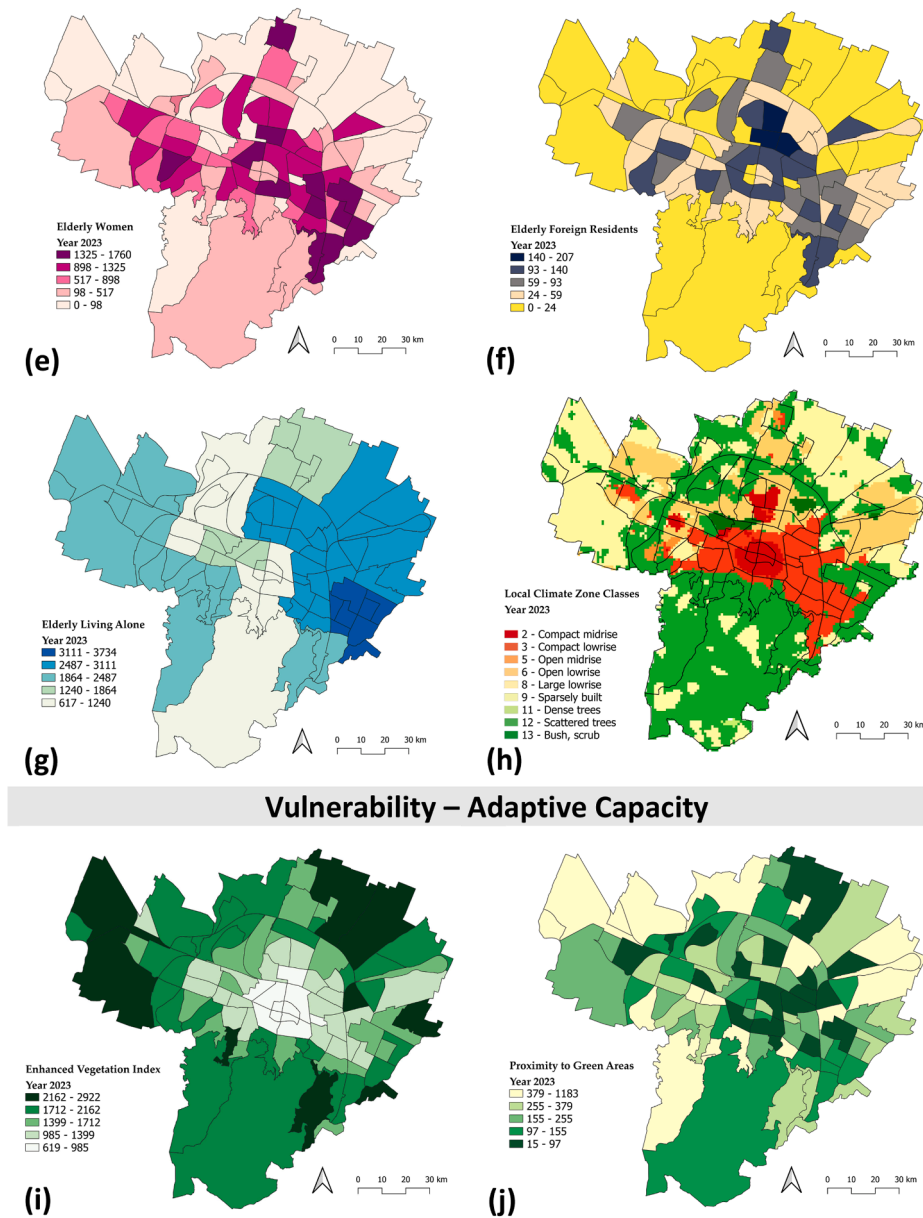 Elderly Women
Year 2023
1325 - 1760
898 - 1325
517 - 898
98 - 517
0 - 98
0 10 20 30 km
(e)
Elderly Foreign Residents
Year 2023
140 - 207
93 - 140
59 - 93
24 - 59
0 - 24
0 10 20 30 km
(f)
Elderly Living Alone
Year 2023
3111 - 3734
2487 - 3111
1864 - 2487
1240 - 1864
617 - 1240
0 10 20 30 km
(g)
Local Climate Zone Classes
Year 2023
2 - Compact midrise
3 - Compact lowrise
5 - Open midrise
6 - Open lowrise
8 - Large lowrise
9 - Sparsely built
11 - Dense trees
12 - Scattered trees
13 - Bush, scrub
0 10 20 30 km
(h)
Vulnerability – Adaptive Capacity
Enhanced Vegetation Index
Year 2023
2162 - 2922
1712 - 2162
1399 - 1712
985 - 1399
619 - 985
0 10 20 30 km
(i)
Proximity to Green Areas
Year 2023
379 - 1183
255 - 379
155 - 255
97 - 155
15 - 97
0 10 20 30 km
(j)